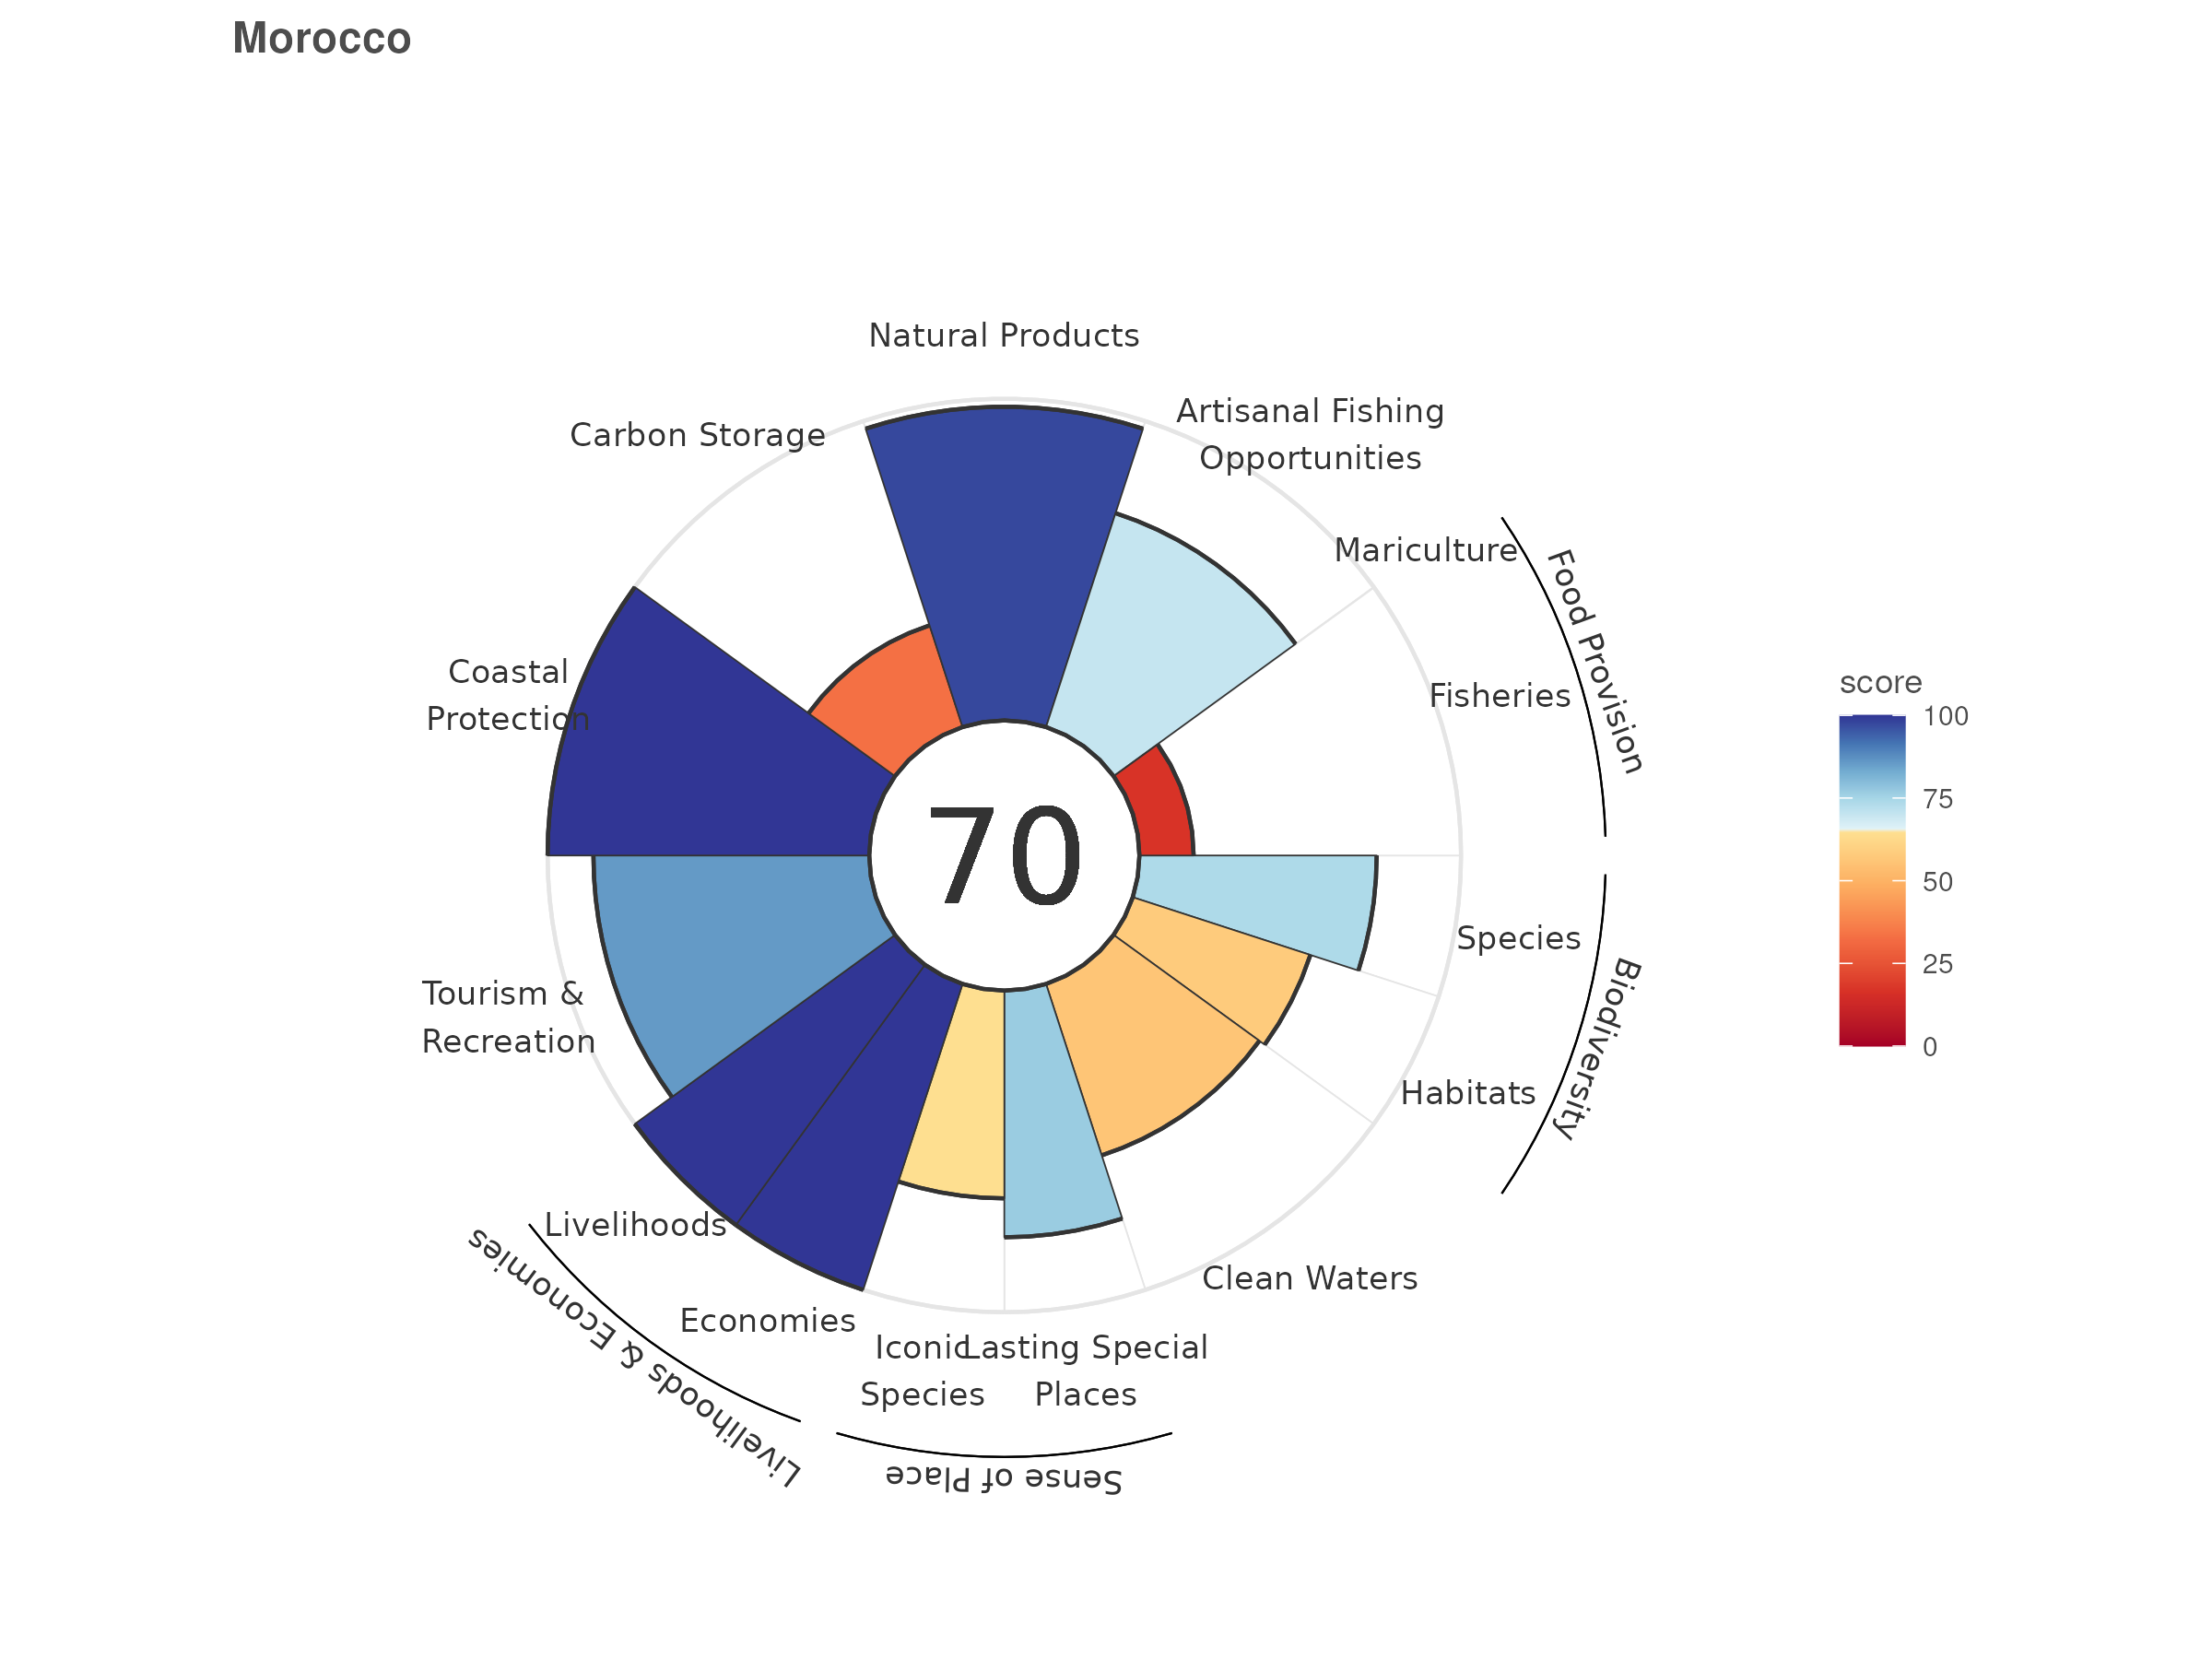 Morocco
Natural Products
Artisanal Fishing
Opportunities
Carbon Storage
Mariculture
Food Provision
Fisheries
Coastal
Protection
70
score
100
75
50
25
0
Species
Biodiversity
Habitats
Tourism &
Recreation
Clean Waters
Livelihoods
Economies
Livelihoods & Economies
Iconic
Species
Lasting Special
Places
Sense of Place